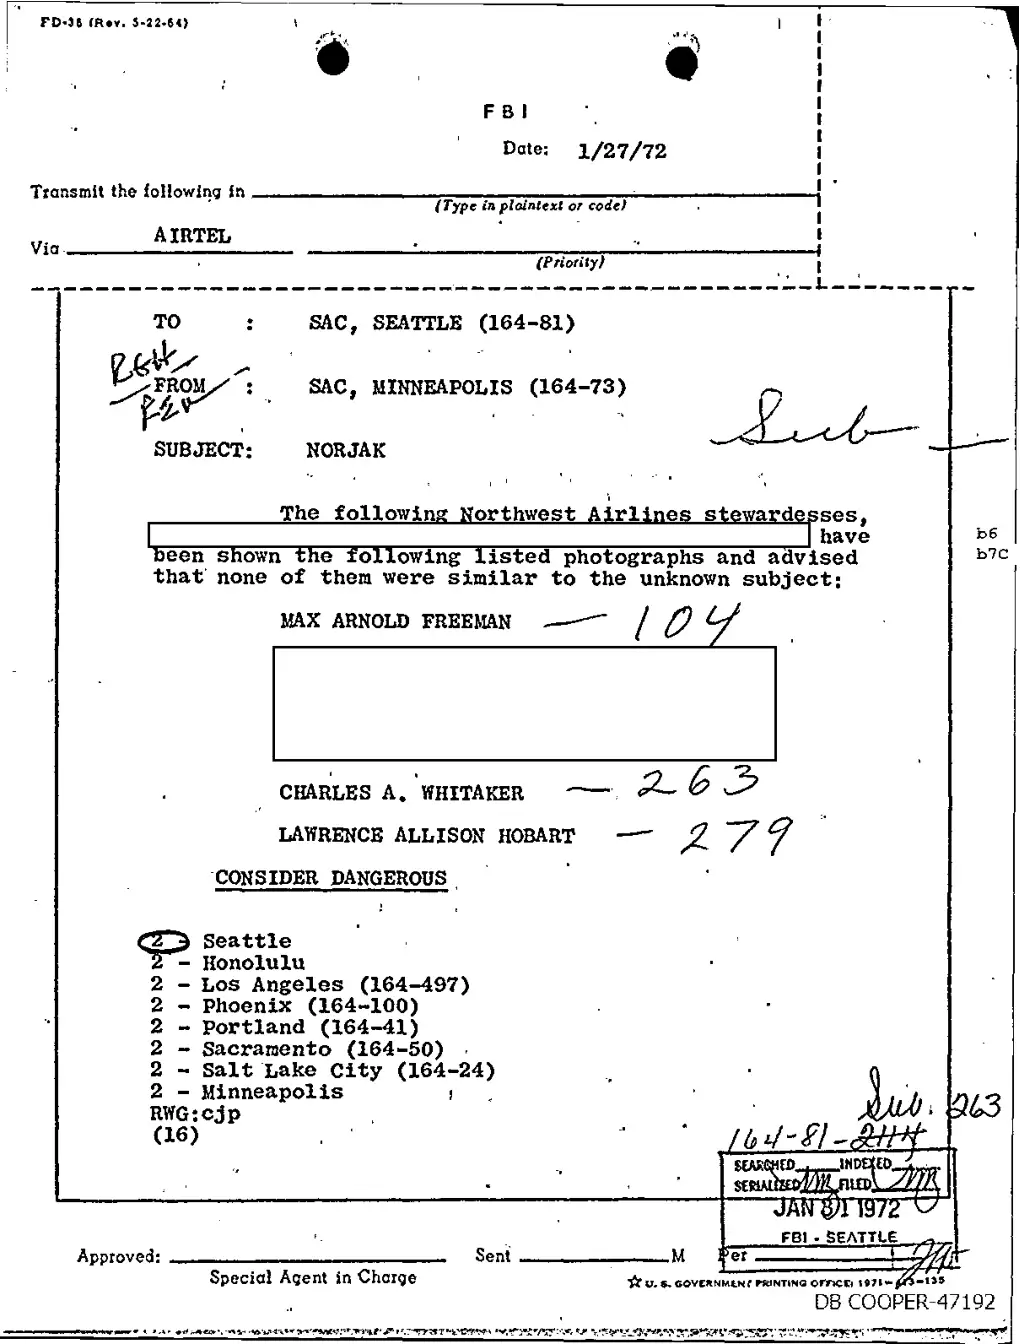 FD-36 (Rev. 5-22-64)
F B I
Date: 1/27/72
Transmit the following in
(Type in plaintext or code)
Via AIRTEL
(Priority)
TO : SAC, SEATTLE (164-81)
RGH
FROM : SAC, MINNEAPOLIS (164-73)
Sub
SUBJECT: NORJAK
The following Northwest Airlines stewardesses,
have
b6
b7C
been shown the following listed photographs and advised
that none of them were similar to the unknown subject:
MAX ARNOLD FREEMAN — 104
CHARLES A. WHITAKER — 263
LAWRENCE ALLISON HOBART — 279
CONSIDER DANGEROUS
2 - Seattle
2 - Honolulu
2 - Los Angeles (164-497)
2 - Phoenix (164-100)
2 - Portland (164-41)
2 - Sacramento (164-50)
2 - Salt Lake City (164-24)
2 - Minneapolis
RWG:cjp
(16)
Sub. 263
164-81-
SEARCHED INDEXED
SERIALIZED FILED
JAN 31 1972
FBI - SEATTLE
Approved: Sent M Per
Special Agent in Charge
☆ U. S. GOVERNMENT PRINTING OFFICE: 1971-413-135
DB COOPER-47192